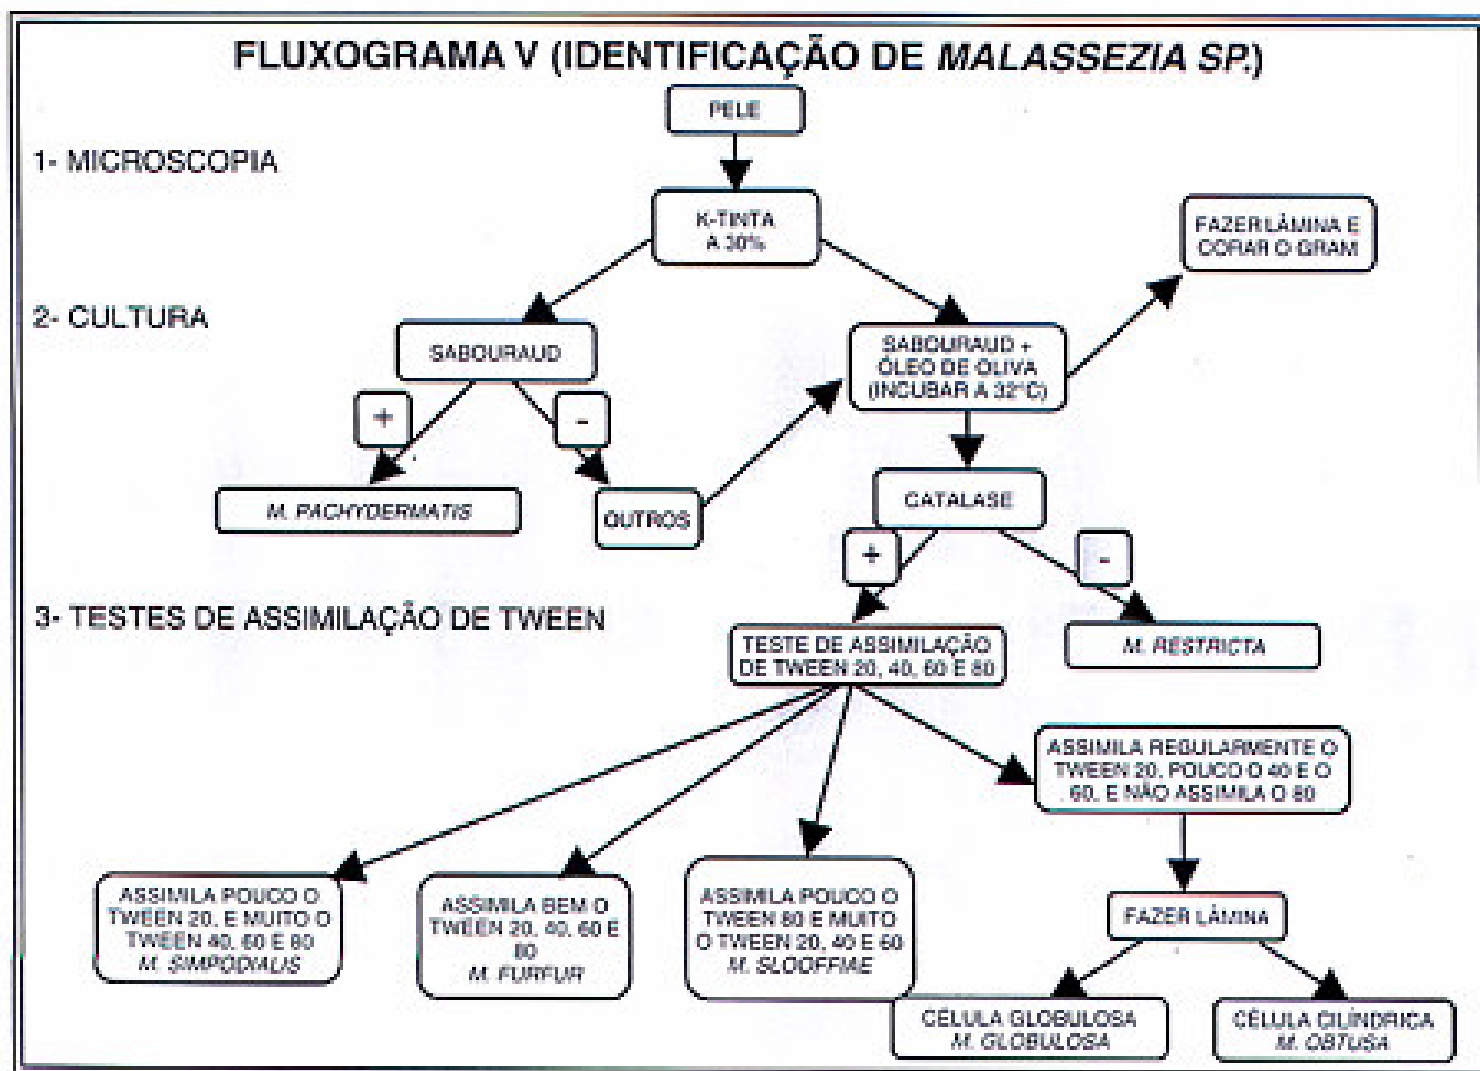 FLUXOGRAMA V (IDENTIFICAÇÃO DE MALASSEZIA SP.)
PELE
1- MICROSCOPIA
K-TINTA
A 30%
FAZER LÂMINA E
CORAR O GRAM
2- CULTURA
SABOURAUD
SABOURAUD +
ÓLEO DE OLIVA
(INCUBAR A 32°C)
+
-
M. PACHYDERMATIS
OUTROS
CATALASE
+
-
3- TESTES DE ASSIMILAÇÃO DE TWEEN
TESTE DE ASSIMILAÇÃO
DE TWEEN 20, 40, 60 E 80
M. RESTRICTA
ASSIMILA REGULARMENTE O
TWEEN 20, POUCO O 40 E O
60, E NÃO ASSIMILA O 80
ASSIMILA POUCO O
TWEEN 20, E MUITO O
TWEEN 40, 60 E 80
M. SIMPODIALIS
ASSIMILA BEM O
TWEEN 20, 40, 60 E
80
M. FURFUR
ASSIMILA POUCO O
TWEEN 80 E MUITO
O TWEEN 20, 40 E 60
M. SLOOFFIAE
FAZER LÂMINA
CÉLULA GLOBULOSA
M. GLOBULOSA
CÉLULA CILÍNDRICA
M. OBTUSA